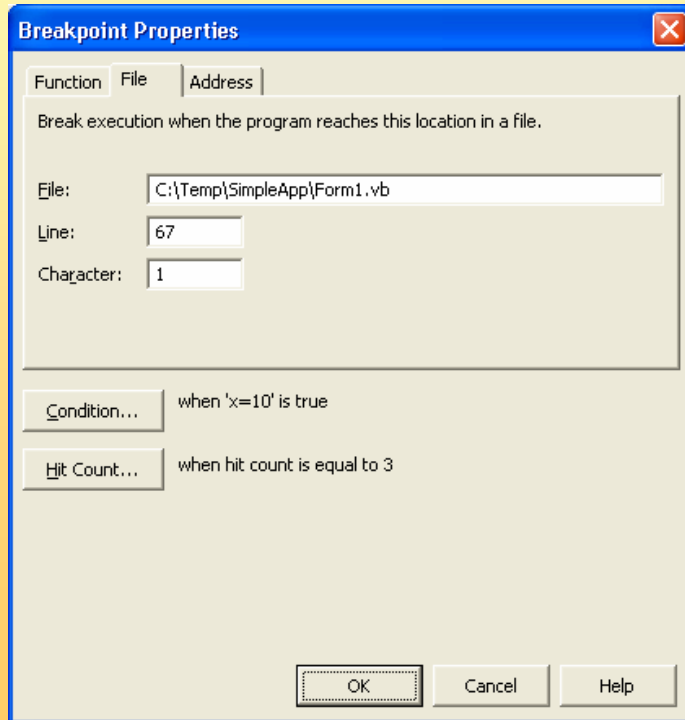 Breakpoint Properties
Function File Address
Break execution when the program reaches this location in a file.
File: C:\Temp\SimpleApp\Form1.vb
Line: 67
Character: 1
Condition... when 'x=10' is true
Hit Count... when hit count is equal to 3
OK Cancel Help